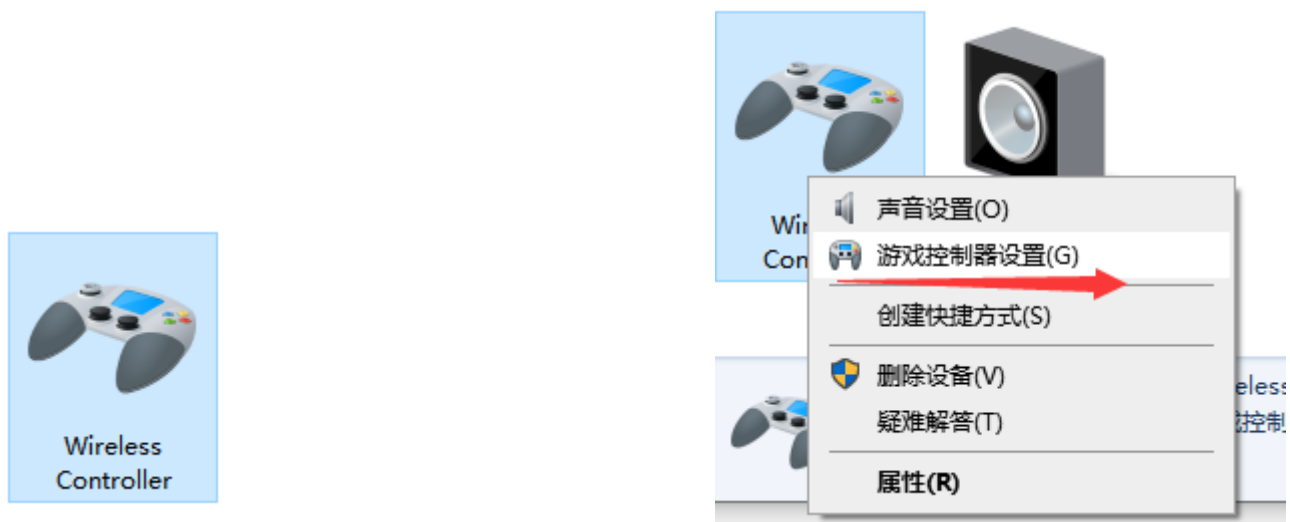 Wireless
Controller
Wir
Con
声音设置(O)
游戏控制器设置(G)
创建快捷方式(S)
删除设备(V)
疑难解答(T)
属性(R)
eless
控制